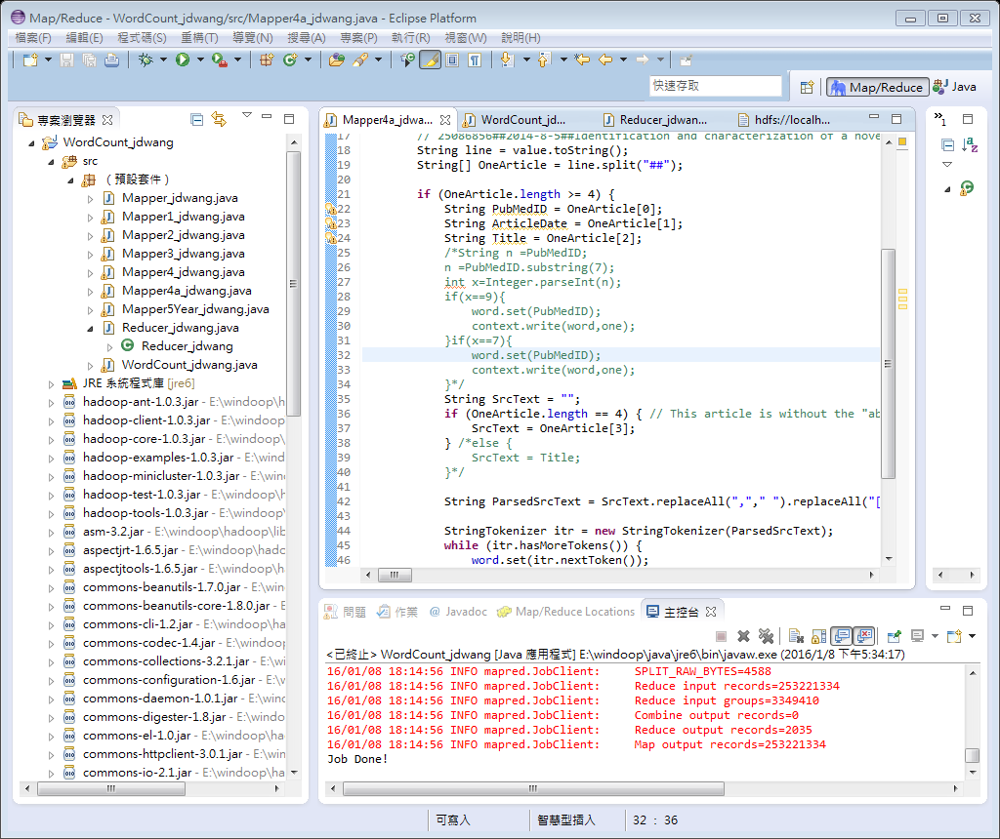 Map/Reduce - WordCount_jdwang/src/Mapper4a_jdwang.java - Eclipse Platform
檔案(F) 編輯(E) 程式碼(S) 重構(T) 導覽(N) 搜尋(A) 專案(P) 執行(R) 視窗(W) 說明(H)
快速存取
Map/Reduce
Java
專案瀏覽器
WordCount_jdwang
src
（預設套件）
Mapper_jdwang.java
Mapper1_jdwang.java
Mapper2_jdwang.java
Mapper3_jdwang.java
Mapper4_jdwang.java
Mapper4a_jdwang.java
Mapper5Year_jdwang.java
Reducer_jdwang.java
Reducer_jdwang
WordCount_jdwang.java
JRE 系統程式庫 [jre6]
hadoop-ant-1.0.3.jar - E:\windoop\h
hadoop-client-1.0.3.jar - E:\windoop
hadoop-core-1.0.3.jar - E:\windoop\
hadoop-examples-1.0.3.jar - E:\wind
hadoop-minicluster-1.0.3.jar - E:\win
hadoop-test-1.0.3.jar - E:\windoop\
hadoop-tools-1.0.3.jar - E:\windoop\
asm-3.2.jar - E:\windoop\hadoop\lib
aspectjrt-1.6.5.jar - E:\windoop\hadc
aspectjtools-1.6.5.jar - E:\windoop\h
commons-beanutils-1.7.0.jar - E:\win
commons-beanutils-core-1.8.0.jar - E:
commons-cli-1.2.jar - E:\windoop\ha
commons-codec-1.4.jar - E:\windoop
commons-collections-3.2.1.jar - E:\wi
commons-configuration-1.6.jar - E:\w
commons-daemon-1.0.1.jar - E:\wind
commons-digester-1.8.jar - E:\windo
commons-el-1.0.jar - E:\windoop\ha
commons-httpclient-3.0.1.jar - E:\win
commons-io-2.1.jar - E:\windoop\ha
Mapper4a_jdwa... WordCount_jd... Reducer_jdwan... hdfs://localh...
17 // 25086856##2014-8-5##Identification and characterization of a nove
18 String line = value.toString();
19 String[] OneArticle = line.split("##");
20
21 if (OneArticle.length >= 4) {
22 String PubMedID = OneArticle[0];
23 String ArticleDate = OneArticle[1];
24 String Title = OneArticle[2];
25 /*String n =PubMedID;
26 n =PubMedID.substring(7);
27 int x=Integer.parseInt(n);
28 if(x==9){
29 word.set(PubMedID);
30 context.write(word,one);
31 }if(x==7){
32 word.set(PubMedID);
33 context.write(word,one);
34 }*/
35 String SrcText = "";
36 if (OneArticle.length == 4) { // This article is without the "ab
37 SrcText = OneArticle[3];
38 } /*else {
39 SrcText = Title;
40 }*/
41
42 String ParsedSrcText = SrcText.replaceAll(",", " ").replaceAll("[
43
44 StringTokenizer itr = new StringTokenizer(ParsedSrcText);
45 while (itr.hasMoreTokens()) {
46 word.set(itr.nextToken());
»1
問題 作業 @ Javadoc Map/Reduce Locations 主控台
<已終止> WordCount_jdwang [Java 應用程式] E:\windoop\java\jre6\bin\javaw.exe (2016/1/8 下午5:34:17)
16/01/08 18:14:56 INFO mapred.JobClient: SPLIT_RAW_BYTES=4588
16/01/08 18:14:56 INFO mapred.JobClient: Reduce input records=253221334
16/01/08 18:14:56 INFO mapred.JobClient: Reduce input groups=3349410
16/01/08 18:14:56 INFO mapred.JobClient: Combine output records=0
16/01/08 18:14:56 INFO mapred.JobClient: Reduce output records=2035
16/01/08 18:14:56 INFO mapred.JobClient: Map output records=253221334
Job Done!
可寫入 智慧型插入 32 : 36